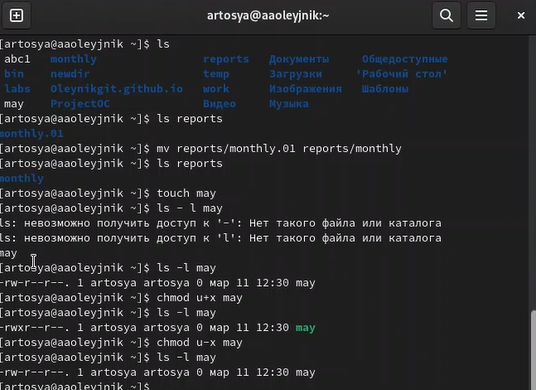 artosya@aaoleyjnik:~
[artosya@aaoleyjnik ~]$ ls
abc1 monthly reports Документы Общедоступные
bin newdir temp Загрузки 'Рабочий стол'
labs Oleynikgit.github.io work Изображения Шаблоны
may ProjectOC Видео Музыка
[artosya@aaoleyjnik ~]$ ls reports
monthly.01
[artosya@aaoleyjnik ~]$ mv reports/monthly.01 reports/monthly
[artosya@aaoleyjnik ~]$ ls reports
monthly
[artosya@aaoleyjnik ~]$ touch may
[artosya@aaoleyjnik ~]$ ls - l may
ls: невозможно получить доступ к '-': Нет такого файла или каталога
ls: невозможно получить доступ к 'l': Нет такого файла или каталога
may
[artosya@aaoleyjnik ~]$ ls -l may
-rw-r--r--. 1 artosya artosya 0 мар 11 12:30 may
[artosya@aaoleyjnik ~]$ chmod u+x may
[artosya@aaoleyjnik ~]$ ls -l may
-rwxr--r--. 1 artosya artosya 0 мар 11 12:30 may
[artosya@aaoleyjnik ~]$ chmod u-x may
[artosya@aaoleyjnik ~]$ ls -l may
-rw-r--r--. 1 artosya artosya 0 мар 11 12:30 may
[artosya@aaoleyjnik ~]$